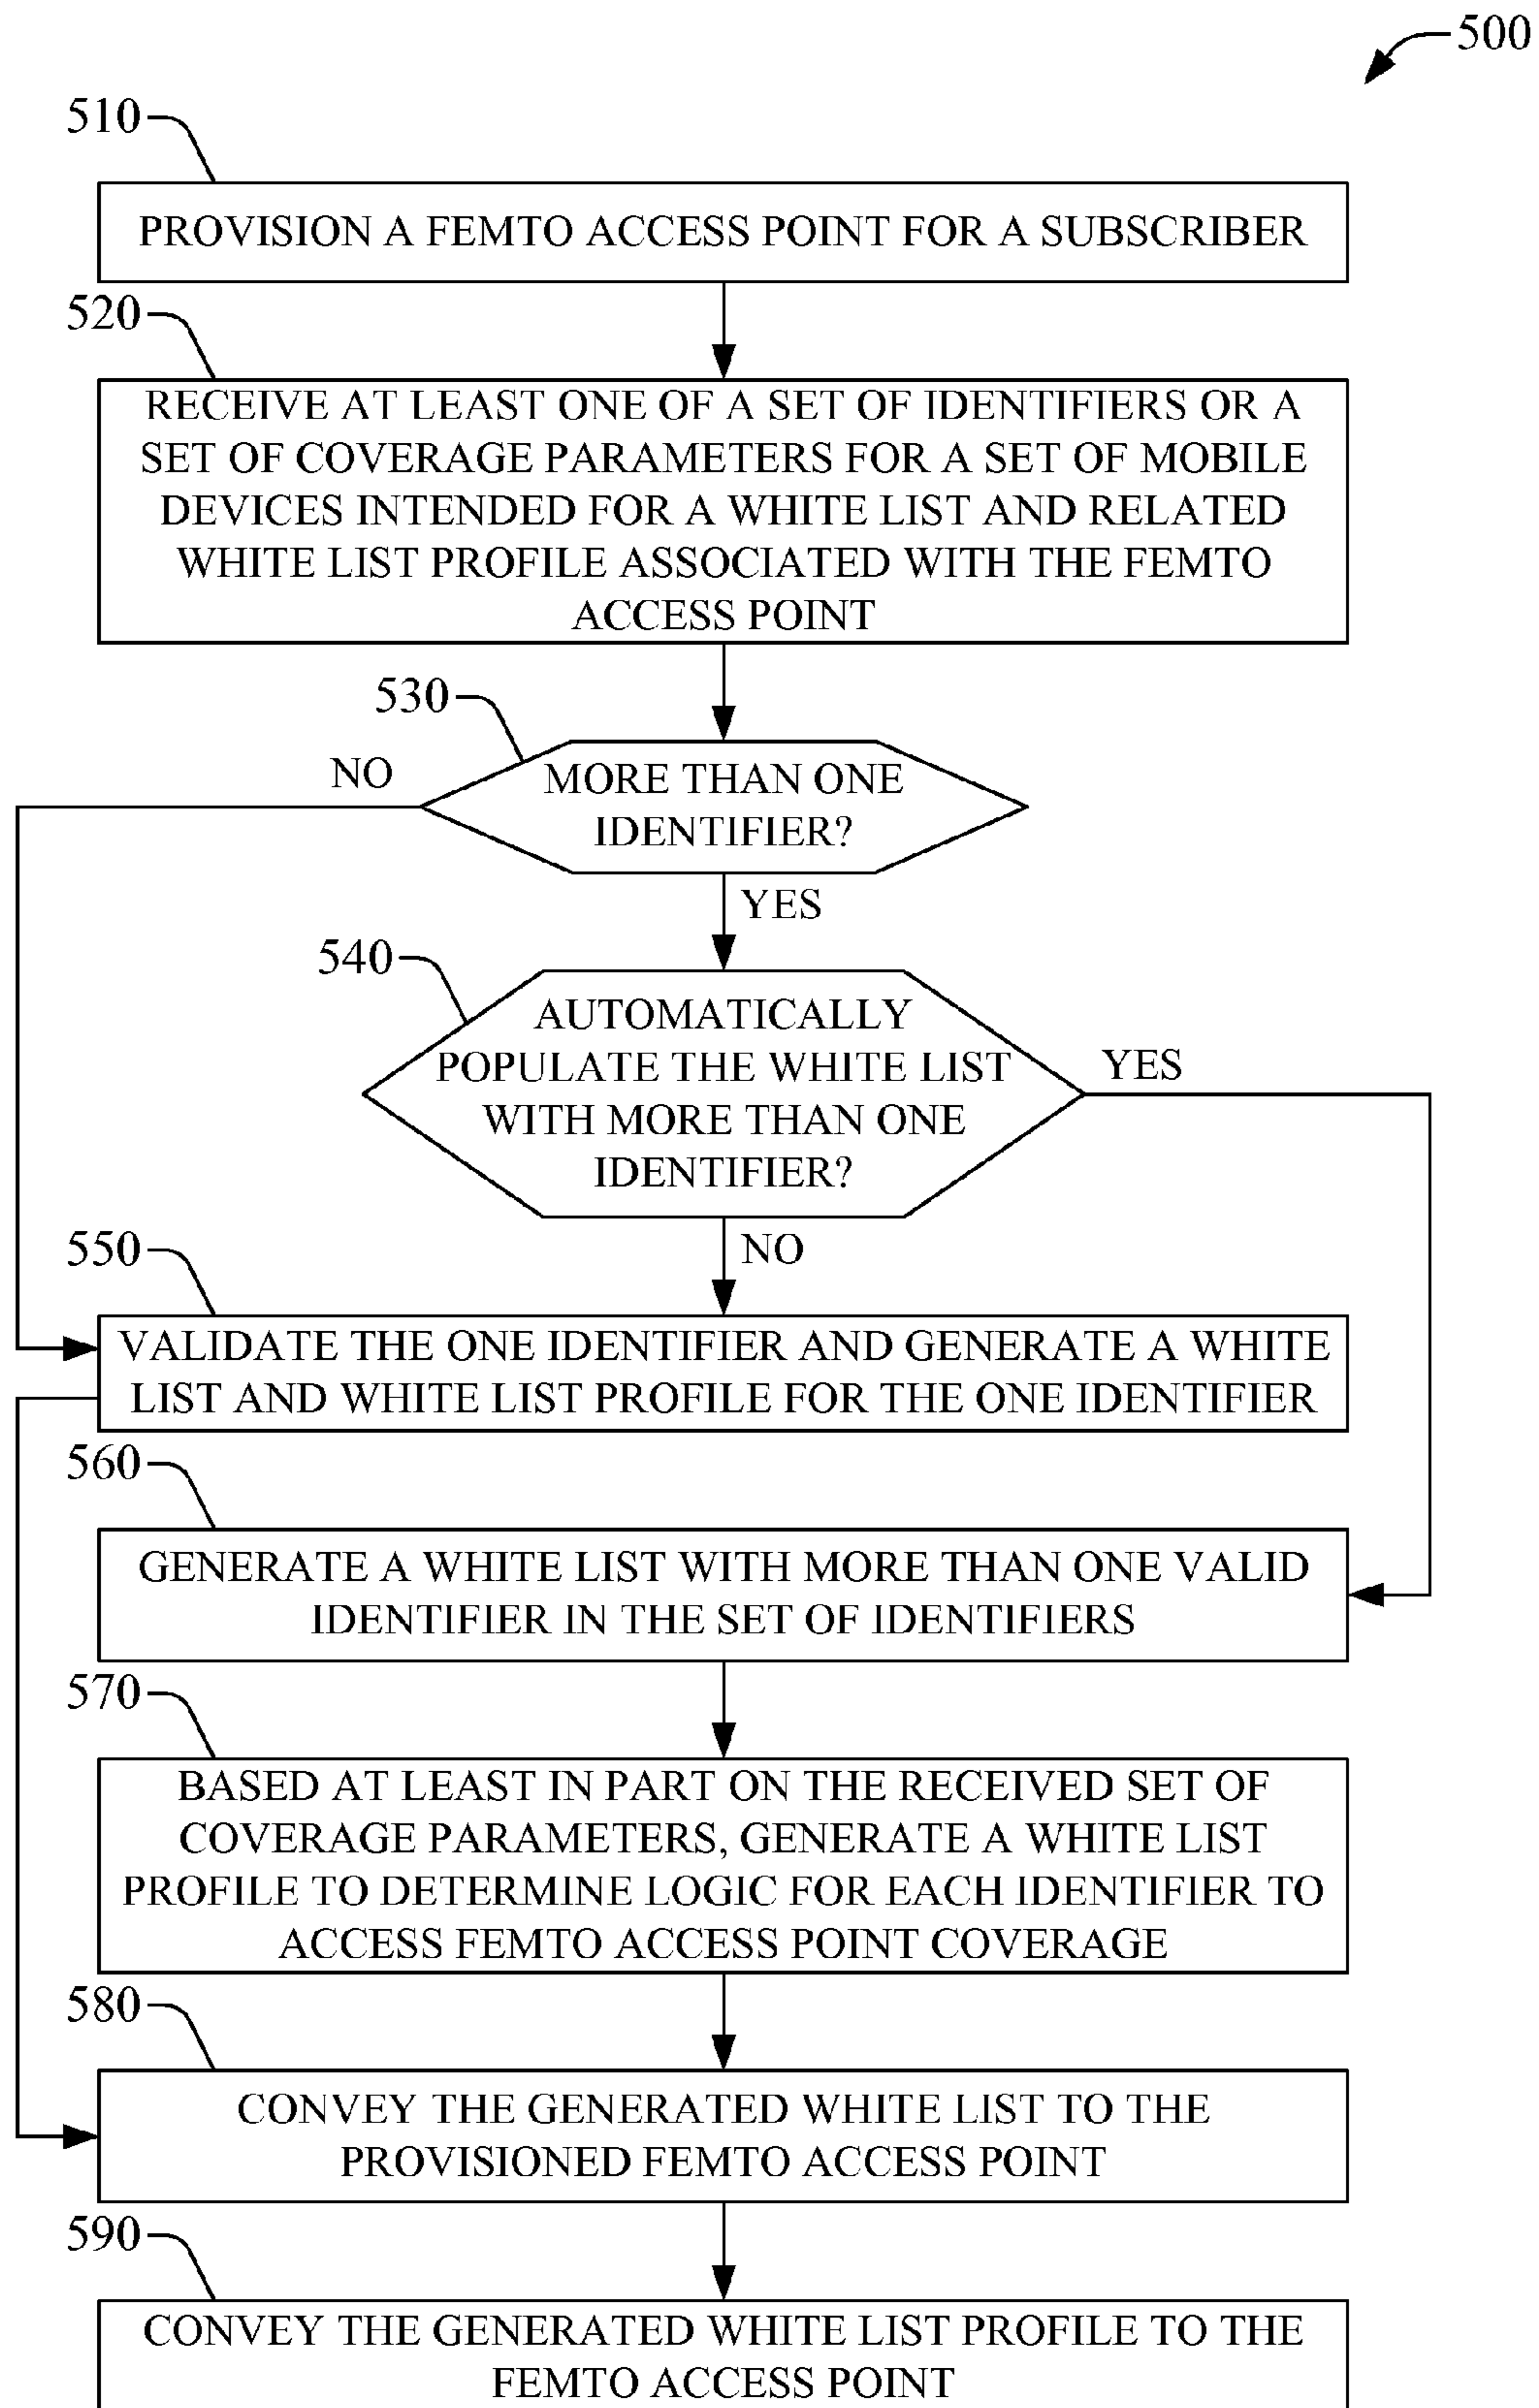 500
510
PROVISION A FEMTO ACCESS POINT FOR A SUBSCRIBER
520
RECEIVE AT LEAST ONE OF A SET OF IDENTIFIERS OR A
SET OF COVERAGE PARAMETERS FOR A SET OF MOBILE
DEVICES INTENDED FOR A WHITE LIST AND RELATED
WHITE LIST PROFILE ASSOCIATED WITH THE FEMTO
ACCESS POINT
530
NO
MORE THAN ONE
IDENTIFIER?
YES
540
AUTOMATICALLY
POPULATE THE WHITE LIST
WITH MORE THAN ONE
IDENTIFIER?
YES
NO
550
VALIDATE THE ONE IDENTIFIER AND GENERATE A WHITE
LIST AND WHITE LIST PROFILE FOR THE ONE IDENTIFIER
560
GENERATE A WHITE LIST WITH MORE THAN ONE VALID
IDENTIFIER IN THE SET OF IDENTIFIERS
570
BASED AT LEAST IN PART ON THE RECEIVED SET OF
COVERAGE PARAMETERS, GENERATE A WHITE LIST
PROFILE TO DETERMINE LOGIC FOR EACH IDENTIFIER TO
ACCESS FEMTO ACCESS POINT COVERAGE
580
CONVEY THE GENERATED WHITE LIST TO THE
PROVISIONED FEMTO ACCESS POINT
590
CONVEY THE GENERATED WHITE LIST PROFILE TO THE
FEMTO ACCESS POINT